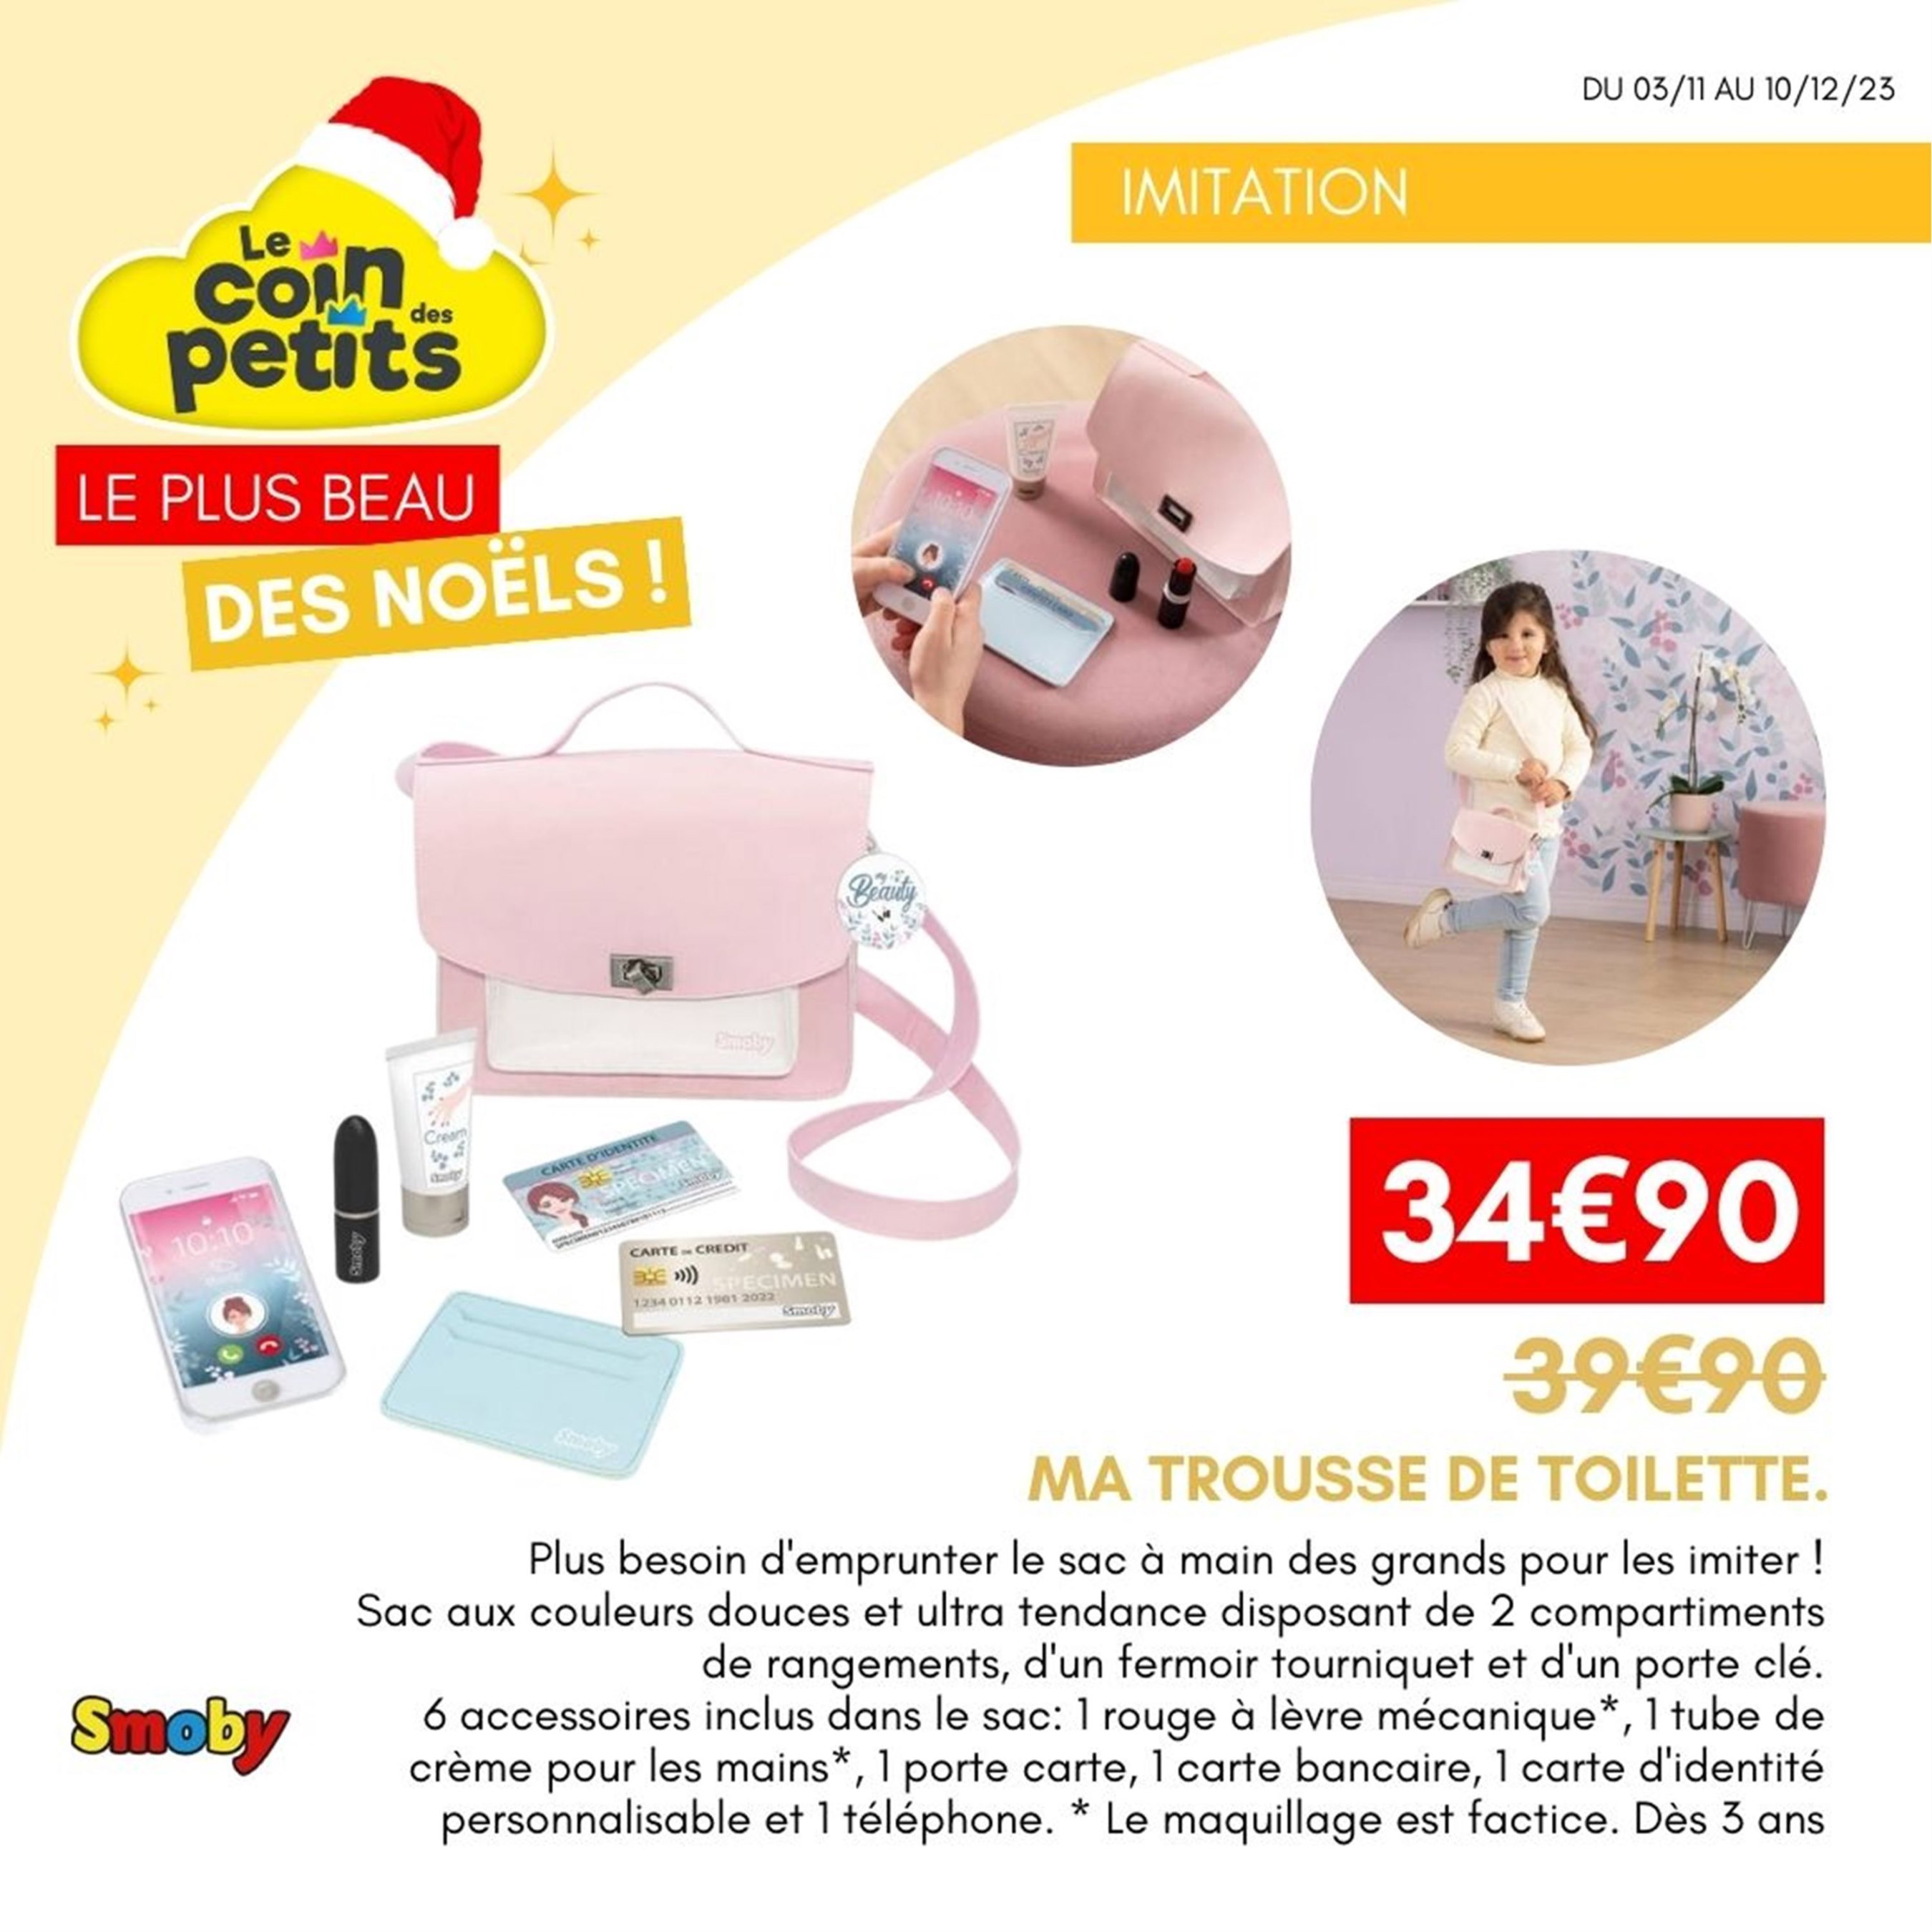 DU 03/11 AU 10/12/23
IMITATION
Le
coin
des
petits
LE PLUS BEAU
DES NOËLS !
my
Beauty
Smoby
Cream
Smoby
10:10
Smoby
CARTE D'IDENTITÉ
SPECIMEN
Smoby
CARTE DE CREDIT
SPECIMEN
1234 0112 1981 2022
Smoby
Smoby
34€90
39€90
MA TROUSSE DE TOILETTE.
Plus besoin d'emprunter le sac à main des grands pour les imiter !
Sac aux couleurs douces et ultra tendance disposant de 2 compartiments
de rangements, d'un fermoir tourniquet et d'un porte clé.
6 accessoires inclus dans le sac: 1 rouge à lèvre mécanique*, 1 tube de
crème pour les mains*, 1 porte carte, 1 carte bancaire, 1 carte d'identité
personnalisable et 1 téléphone. * Le maquillage est factice. Dès 3 ans
Smoby